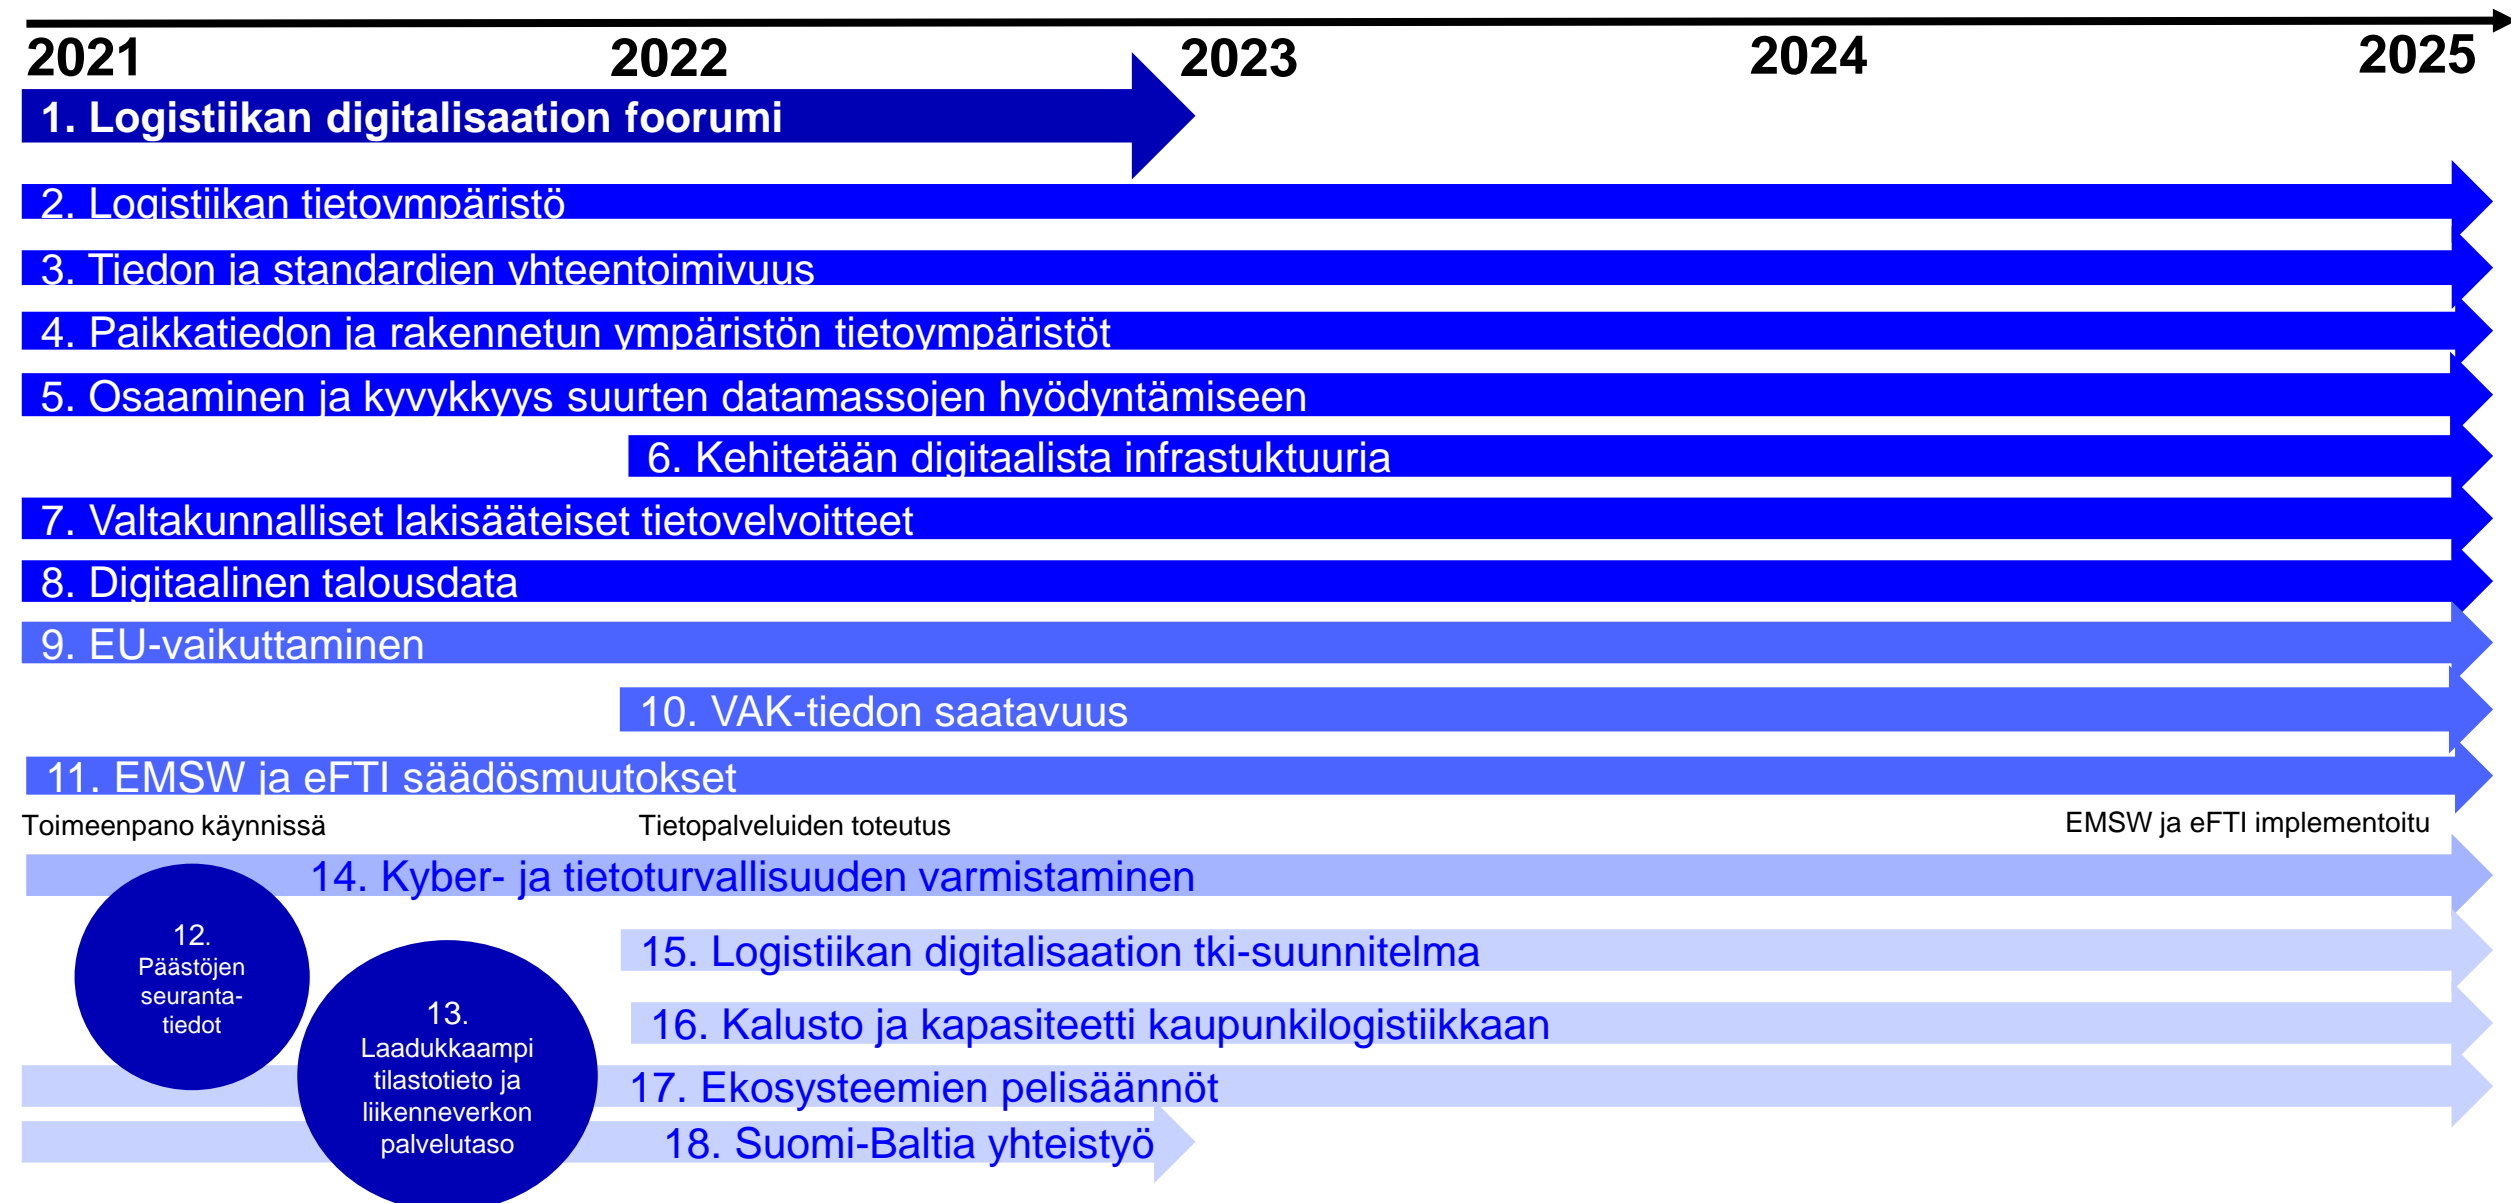 2021
2022
2023
2024
2025
1. Logistiikan digitalisaation foorumi
2. Logistiikan tietoympäristö
3. Tiedon ja standardien yhteentoimivuus
4. Paikkatiedon ja rakennetun ympäristön tietoympäristöt
5. Osaaminen ja kyvykkyys suurten datamassojen hyödyntämiseen
6. Kehitetään digitaalista infrastuktuuria
7. Valtakunnalliset lakisääteiset tietovelvoitteet
8. Digitaalinen talousdata
9. EU-vaikuttaminen
10. VAK-tiedon saatavuus
11. EMSW ja eFTI säädösmuutokset
Toimeenpano käynnissä
Tietopalveluiden toteutus
EMSW ja eFTI implementoitu
14. Kyber- ja tietoturvallisuuden varmistaminen
12.
Päästöjen
seuranta-
tiedot
13.
Laadukkaampi
tilastotieto ja
liikenneverkon
palvelutaso
15. Logistiikan digitalisaation tki-suunnitelma
16. Kalusto ja kapasiteetti kaupunkilogistiikkaan
17. Ekosysteemien pelisäännöt
18. Suomi-Baltia yhteistyö